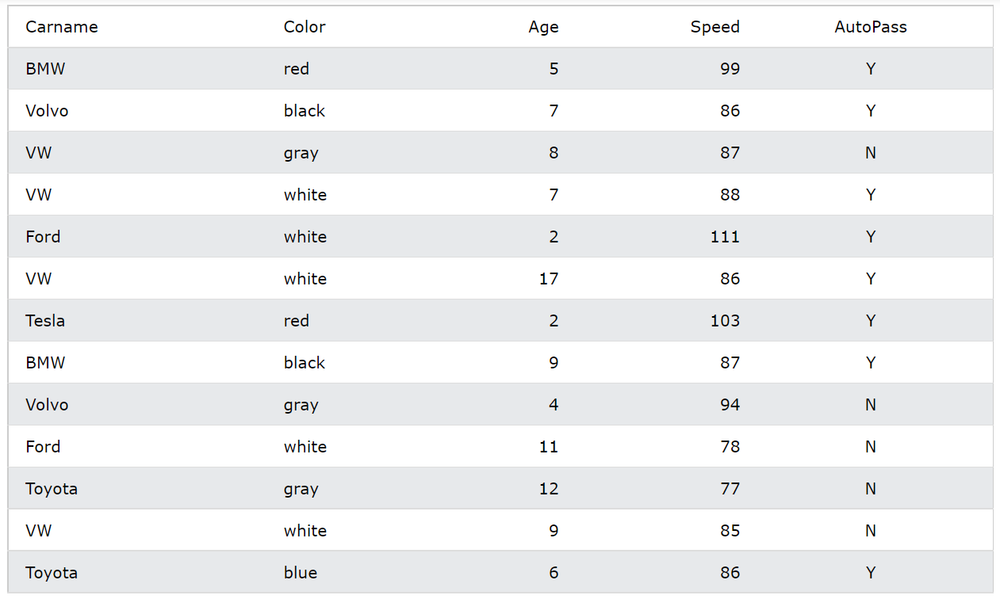 Carname Color Age Speed AutoPass
BMW red 5 99 Y
Volvo black 7 86 Y
VW gray 8 87 N
VW white 7 88 Y
Ford white 2 111 Y
VW white 17 86 Y
Tesla red 2 103 Y
BMW black 9 87 Y
Volvo gray 4 94 N
Ford white 11 78 N
Toyota gray 12 77 N
VW white 9 85 N
Toyota blue 6 86 Y